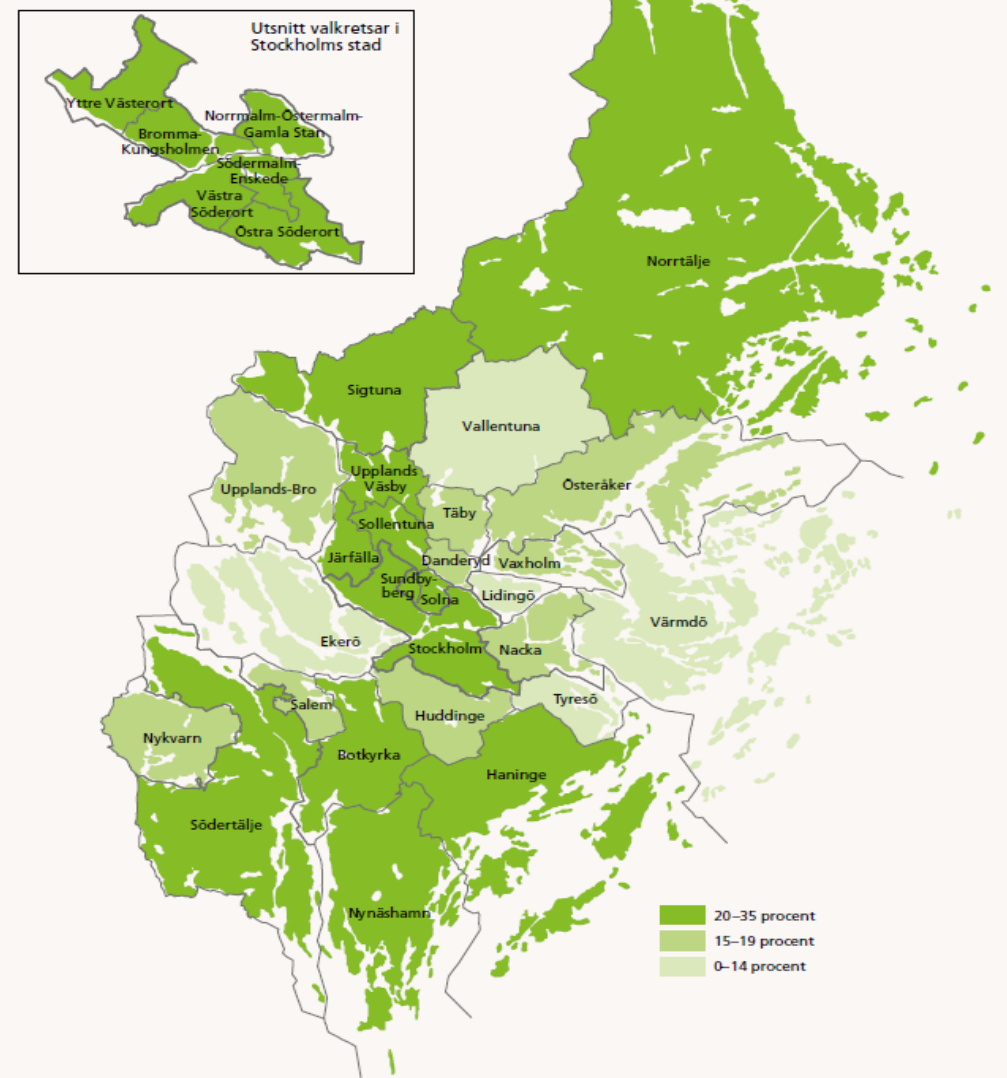 Utsnitt valkretsar i
Stockholms stad
Yttre Västerort
Norrmalm-Östermalm-
Gamla Stan
Bromma-
Kungsholmen
Södermalm-
Enskede
Västra
Söderort
Östra Söderort
Norrtälje
Sigtuna
Vallentuna
Upplands
Väsby
Upplands-Bro
Österåker
Täby
Sollentuna
Järfälla
Danderyd
Vaxholm
Sundby-
berg
Solna
Lidingö
Ekerö
Stockholm
Nacka
Värmdö
Salem
Tyresö
Huddinge
Nykvarn
Botkyrka
Haninge
Södertälje
Nynäshamn
20–35 procent
15–19 procent
0–14 procent